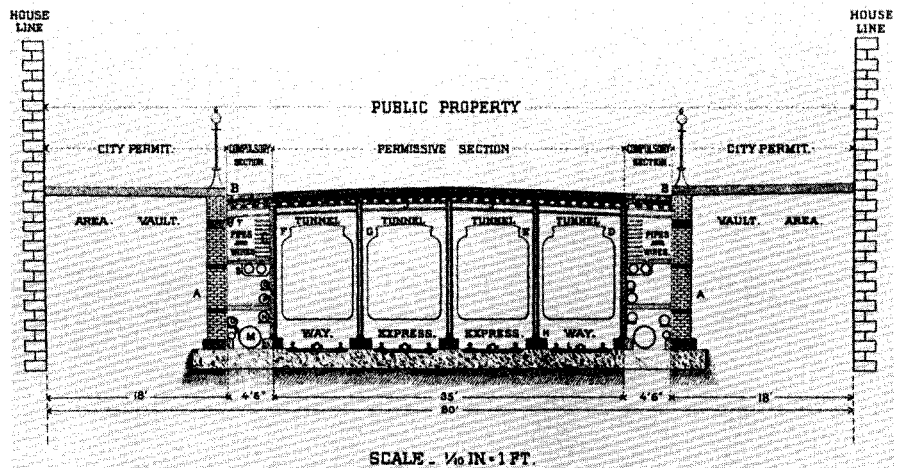 HOUSE LINE
HOUSE LINE
PUBLIC PROPERTY
CITY PERMIT.
COMPULSORY SECTION.
PERMISSIVE SECTION
COMPULSORY SECTION.
CITY PERMIT.
B
B
AREA. VAULT.
TUNNEL
TUNNEL
TUNNEL
TUNNEL
VAULT. AREA.
PIPES AND WIRES.
F
G
E
D
PIPES AND WIRES.
A
A
M
WAY.
EXPRESS.
EXPRESS.
H
WAY.
18'
4'6"
35'
4'6"
18'
80'
SCALE - 1/10 IN = 1 FT.